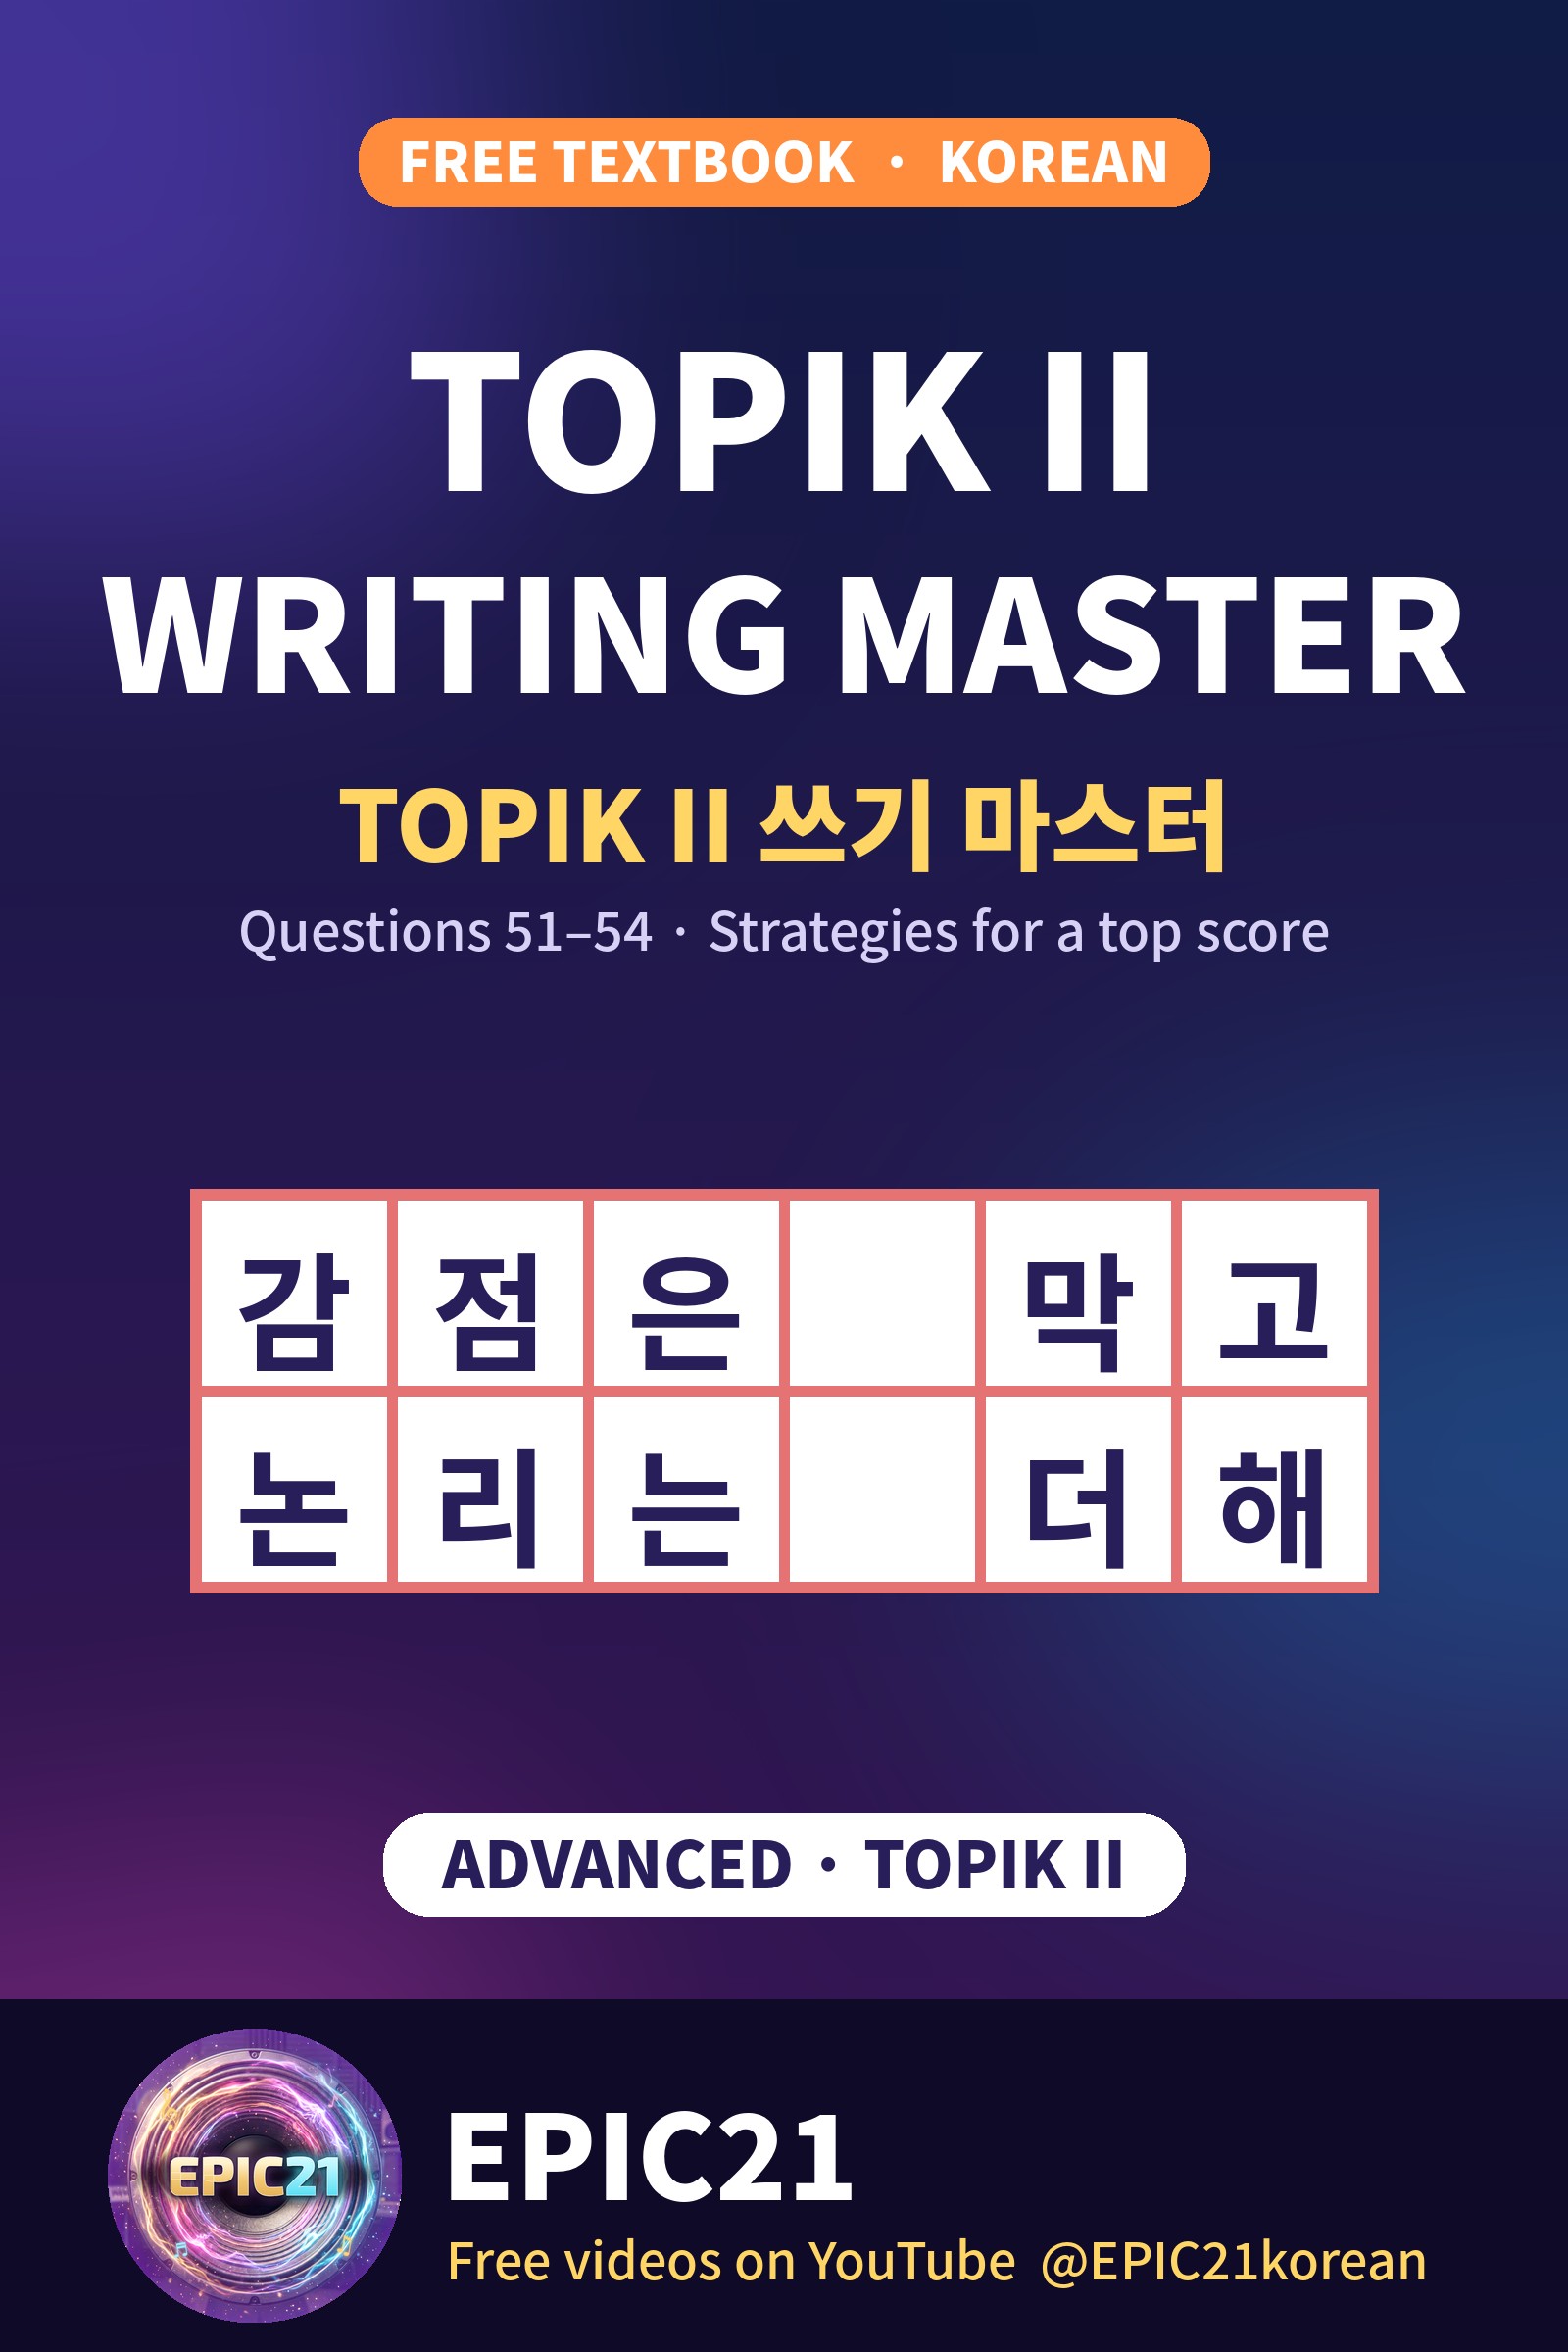 FREE TEXTBOOK · KOREAN
TOPIK II
WRITING MASTER
TOPIK II 쓰기 마스터
Questions 51–54 · Strategies for a top score
감점은 막고
논리는 더해
ADVANCED · TOPIK II
EPIC21
EPIC21
Free videos on YouTube @EPIC21korean